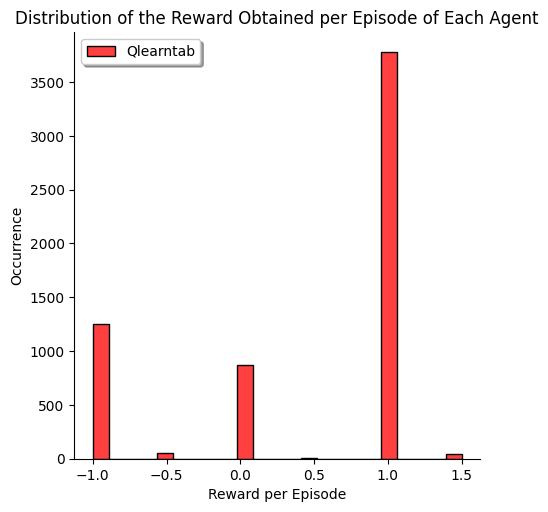 Distribution of the Reward Obtained per Episode of Each Agent
Qlearntab
3500
3000
2500
2000
1500
1000
500
0
−1.0 −0.5 0.0 0.5 1.0 1.5
Occurrence
Reward per Episode